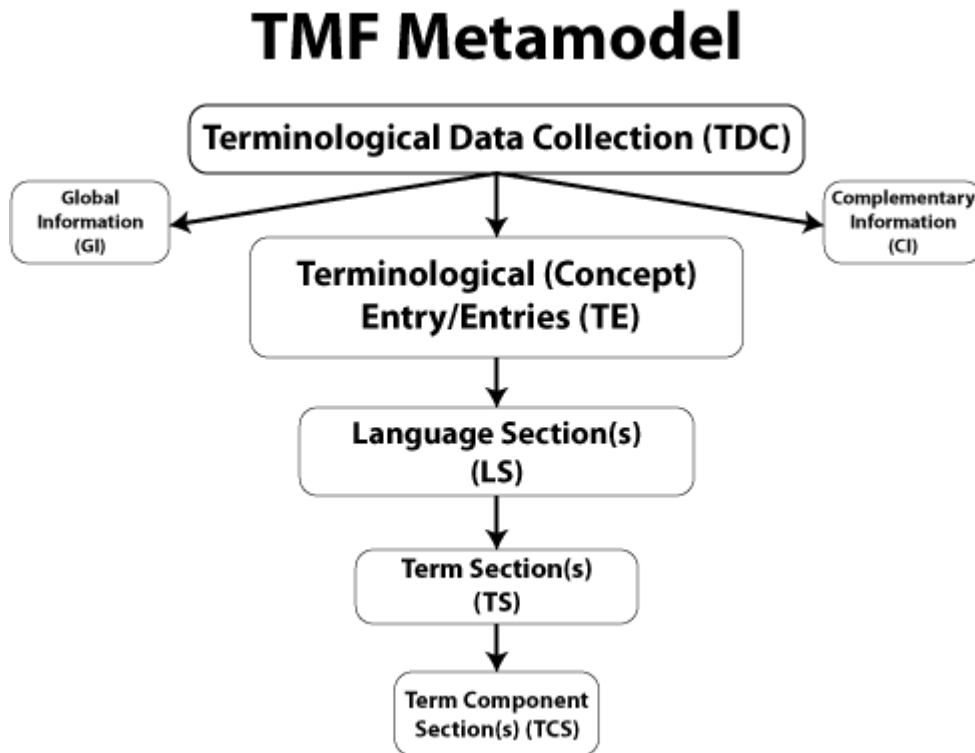 TMF Metamodel
Terminological Data Collection (TDC)
Global
Information
(GI)
Complementary
Information
(CI)
Terminological (Concept)
Entry/Entries (TE)
Language Section(s)
(LS)
Term Section(s)
(TS)
Term Component
Section(s) (TCS)